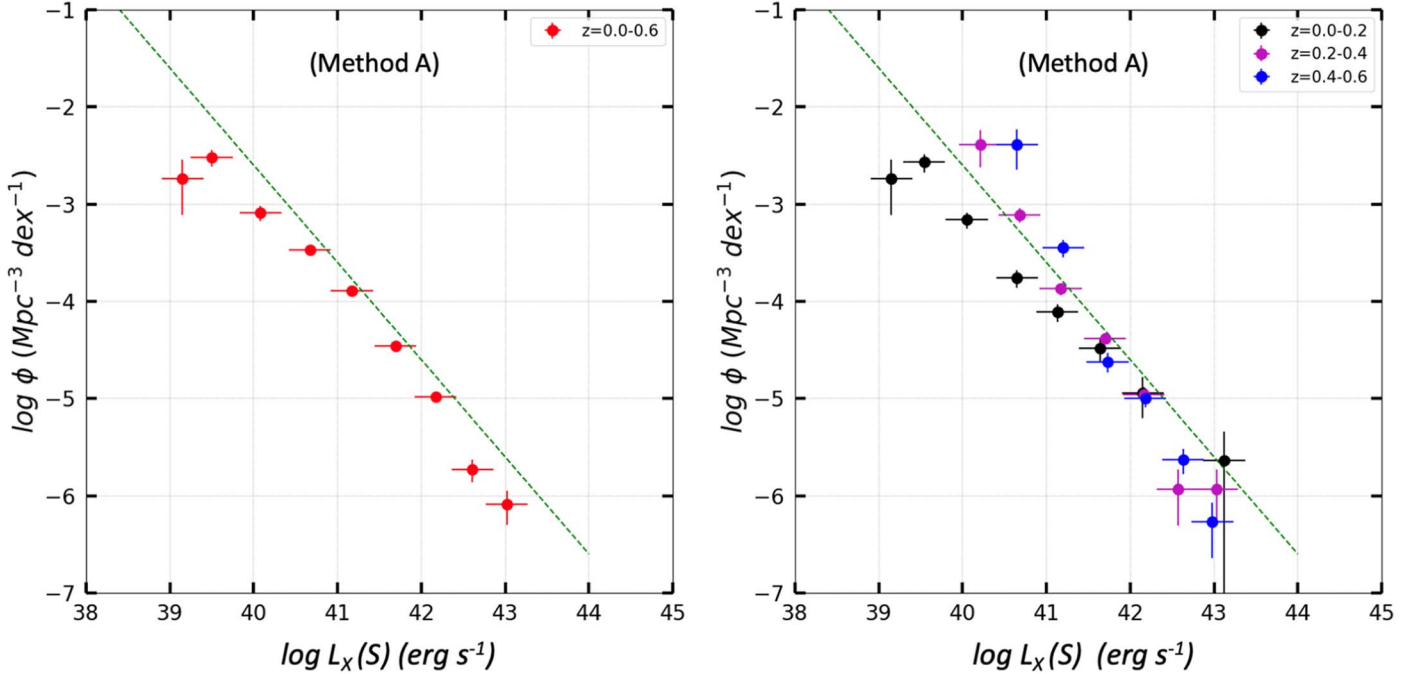 −1
−2
−3
−4
−5
−6
−7
38 39 40 41 42 43 44 45
log ϕ (Mpc⁻³ dex⁻¹)
log L_X(S) (erg s⁻¹)
(Method A)
z=0.0-0.6
−1
−2
−3
−4
−5
−6
−7
38 39 40 41 42 43 44 45
log ϕ (Mpc⁻³ dex⁻¹)
log L_X(S) (erg s⁻¹)
(Method A)
z=0.0-0.2
z=0.2-0.4
z=0.4-0.6